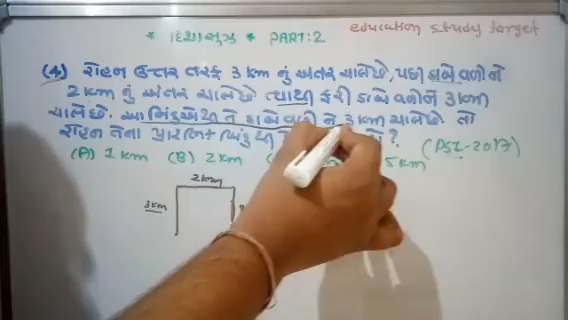 education study target
* દિશાસૂઝ * PART:2
(4) રોહન ઉત્તર તરફ 3 km નું અંતર ચાલે છે, પછી ડાબે વળીને
2 km નું અંતર ચાલે છે ત્યાથી ફરી ડાબે વળીને 3 km
ચાલે છે. આ બિંદુએથી તે ડાબે વળી ને 3 km ચાલે છે. તો
રોહન તેના પ્રારંભિક બિંદુ થી ?
(PSI-2017)
(A) 1 km (B) 2 km 5 km
2 km
3 km